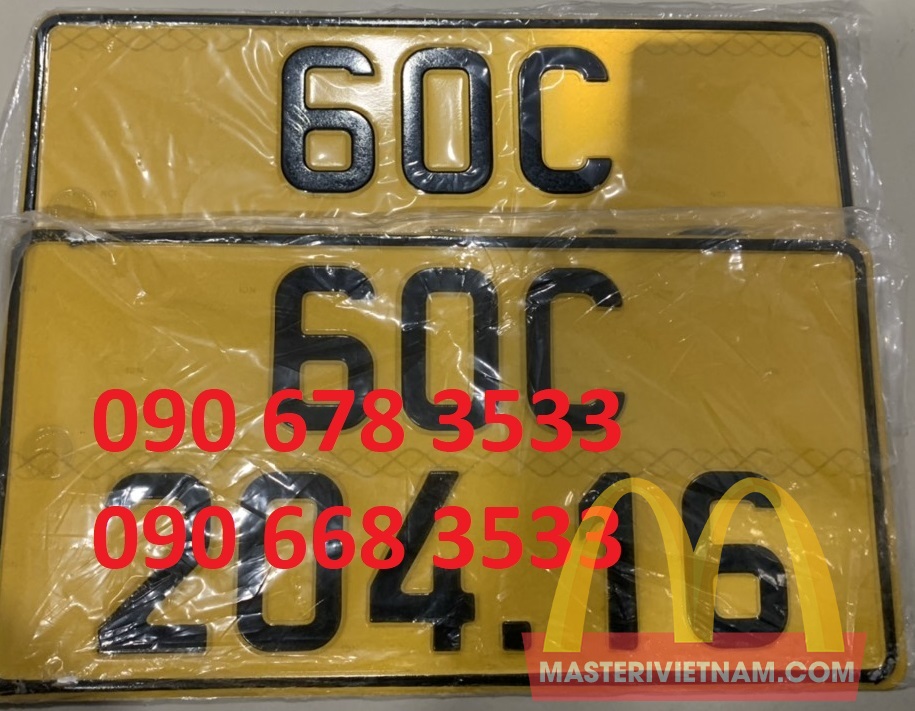 60C
60C
090 678 3533
204.16
090 668 3533
MASTERIVIETNAM.COM